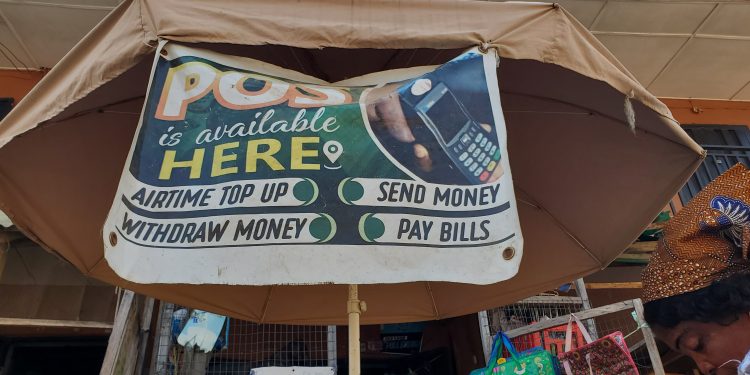 POS
is available
HERE
AIRTIME TOP UP
SEND MONEY
WITHDRAW MONEY
PAY BILLS